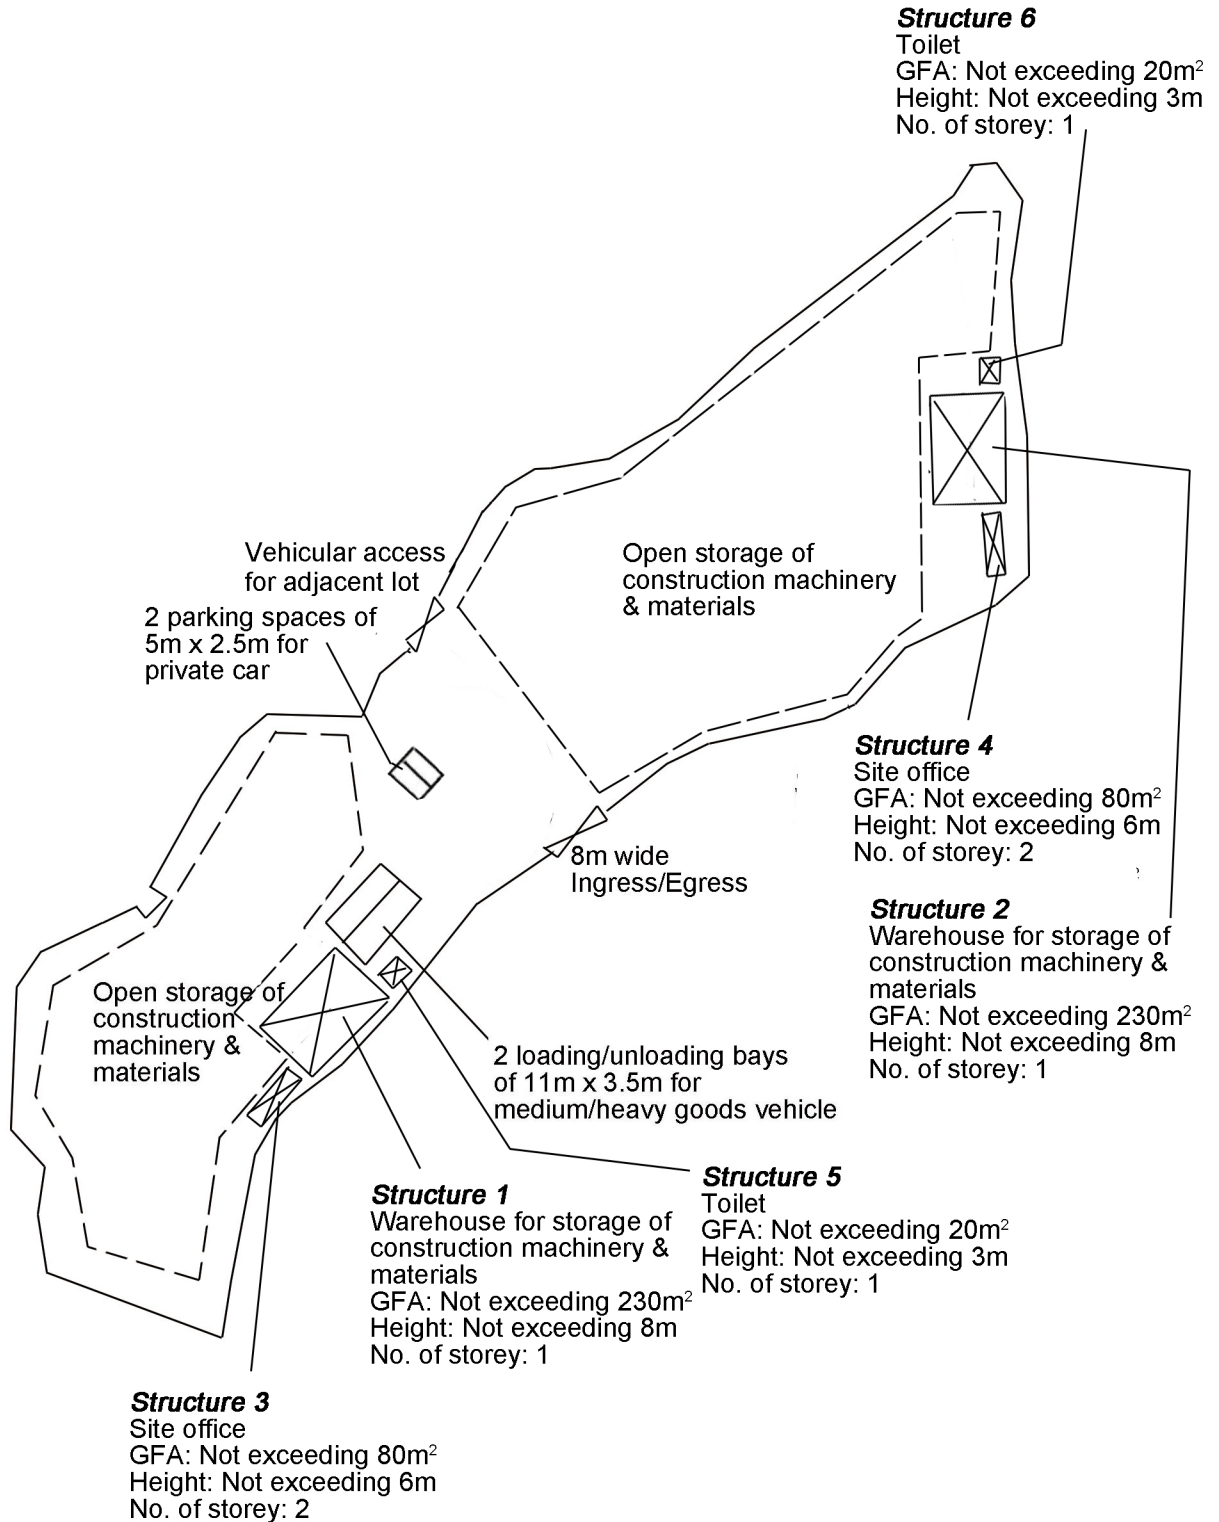 Structure 6
Toilet
GFA: Not exceeding 20m²
Height: Not exceeding 3m
No. of storey: 1
Vehicular access
for adjacent lot
2 parking spaces of
5m x 2.5m for
private car
Open storage of
construction machinery
& materials
Structure 4
Site office
GFA: Not exceeding 80m²
Height: Not exceeding 6m
No. of storey: 2
8m wide
Ingress/Egress
Structure 2
Warehouse for storage of
construction machinery &
materials
GFA: Not exceeding 230m²
Height: Not exceeding 8m
No. of storey: 1
Open storage of
construction
machinery &
materials
2 loading/unloading bays
of 11m x 3.5m for
medium/heavy goods vehicle
Structure 5
Toilet
GFA: Not exceeding 20m²
Height: Not exceeding 3m
No. of storey: 1
Structure 1
Warehouse for storage of
construction machinery &
materials
GFA: Not exceeding 230m²
Height: Not exceeding 8m
No. of storey: 1
Structure 3
Site office
GFA: Not exceeding 80m²
Height: Not exceeding 6m
No. of storey: 2